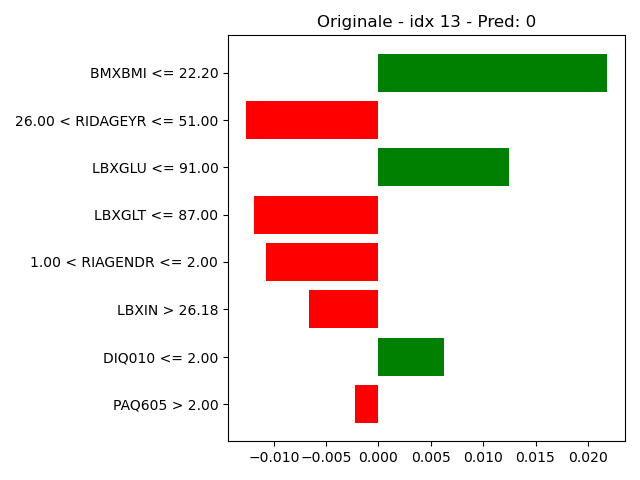 Originale - idx 13 - Pred: 0
BMXBMI <= 22.20
26.00 < RIDAGEYR <= 51.00
LBXGLU <= 91.00
LBXGLT <= 87.00
1.00 < RIAGENDR <= 2.00
LBXIN > 26.18
DIQ010 <= 2.00
PAQ605 > 2.00
−0.010 −0.005 0.000 0.005 0.010 0.015 0.020